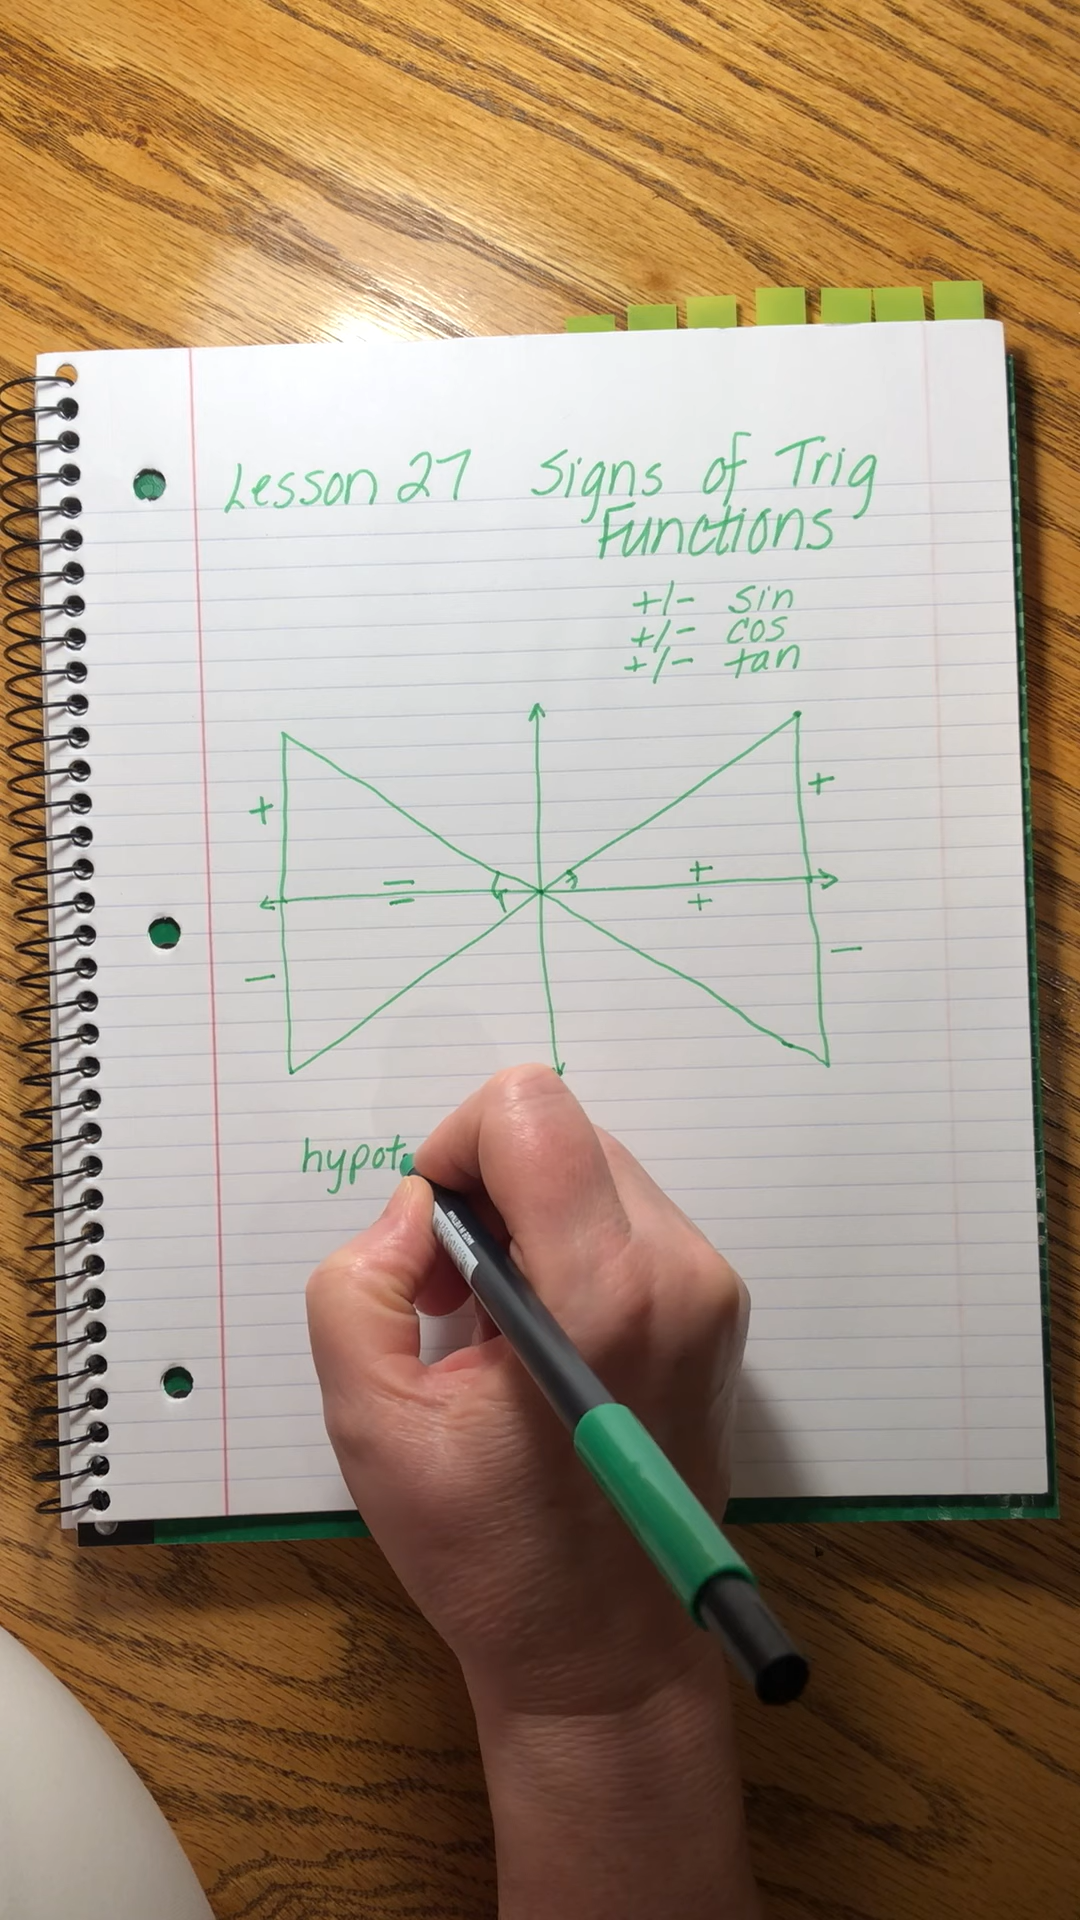 Lesson 27 Signs of Trig
Functions
+/- sin
+/- cos
+/- tan
+ +
= + +
- -
hypot